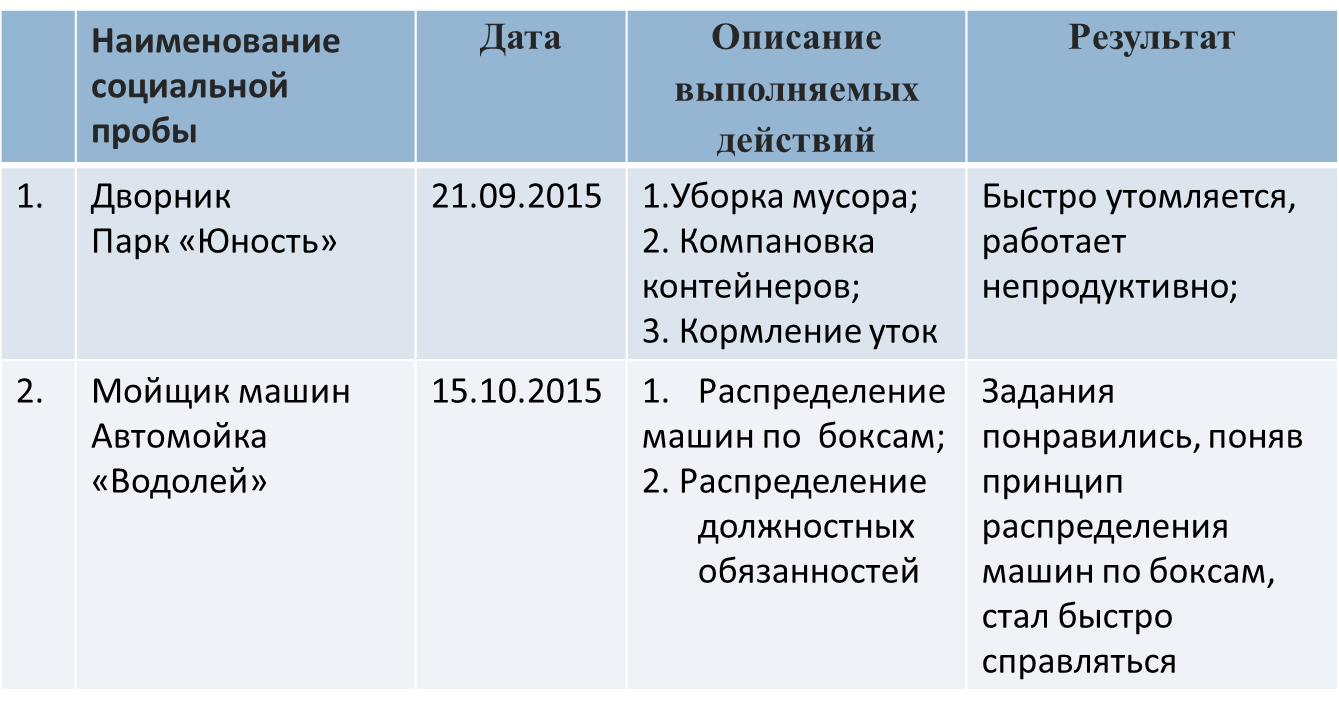 Наименование
социальной
пробы
Дата
Описание
выполняемых
действий
Результат
1.
Дворник
Парк «Юность»
21.09.2015
1.Уборка мусора;
2. Компановка
контейнеров;
3. Кормление уток
Быстро утомляется,
работает
непродуктивно;
2.
Мойщик машин
Автомойка
«Водолей»
15.10.2015
1. Распределение
машин по боксам;
2. Распределение
должностных
обязанностей
Задания
понравились, поняв
принцип
распределения
машин по боксам,
стал быстро
справляться